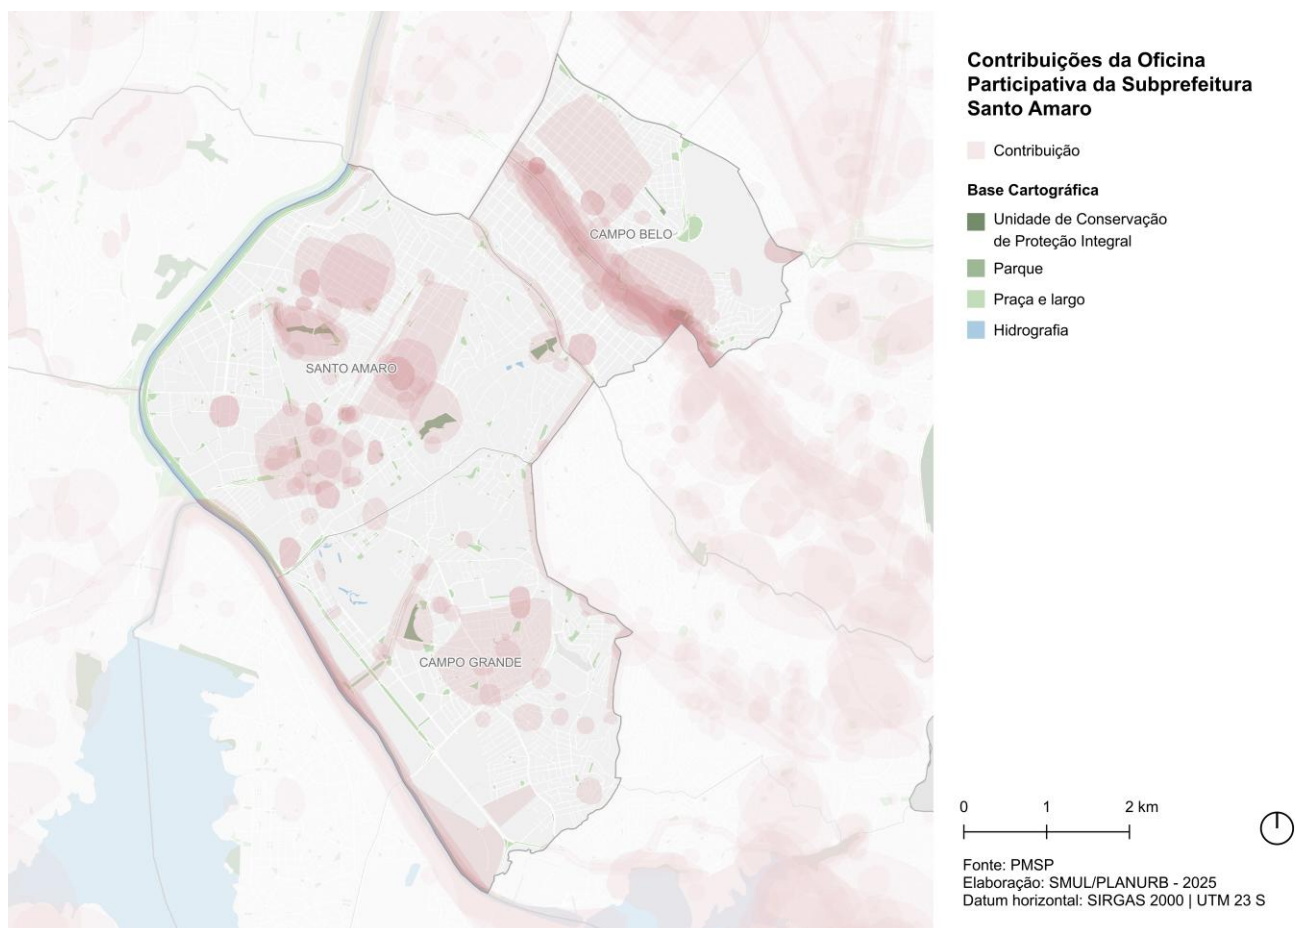 Contribuições da Oficina
Participativa da Subprefeitura
Santo Amaro
Contribuição
Base Cartográfica
Unidade de Conservação
de Proteção Integral
Parque
Praça e largo
Hidrografia
CAMPO BELO
SANTO AMARO
CAMPO GRANDE
0 1 2 km
Fonte: PMSP
Elaboração: SMUL/PLANURB - 2025
Datum horizontal: SIRGAS 2000 | UTM 23 S